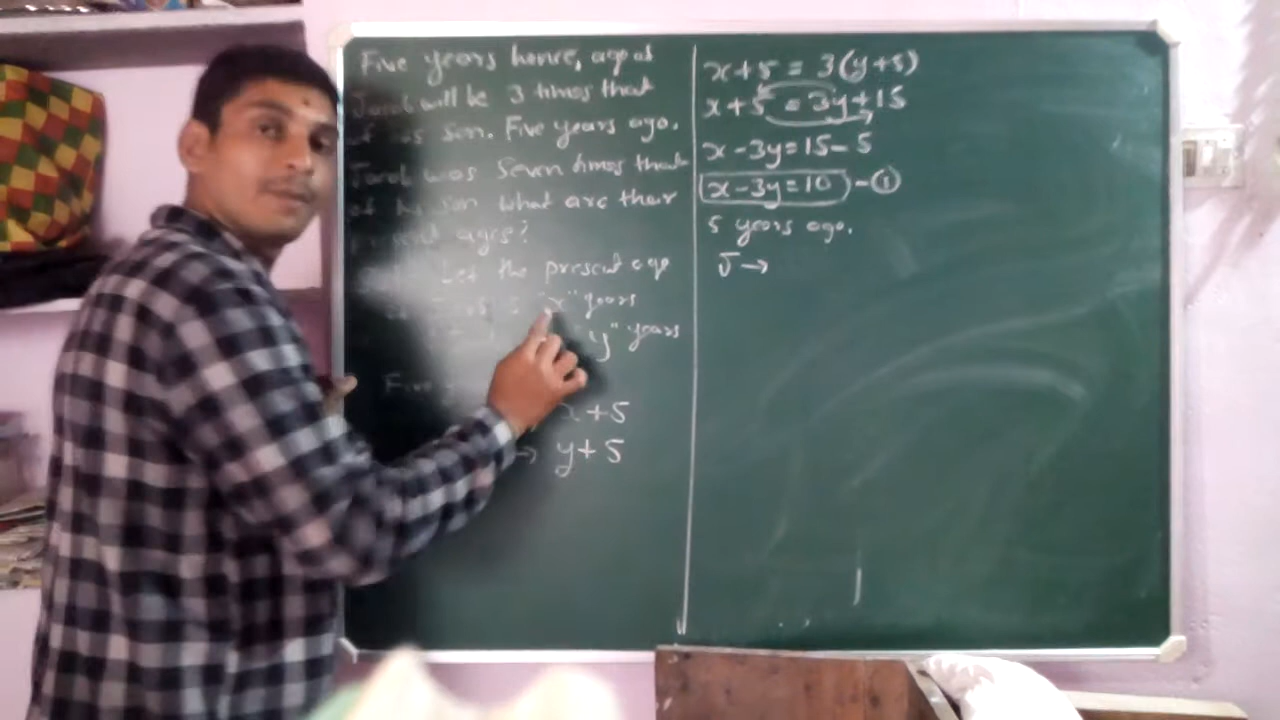 Five years hence, age of
Jacob will be 3 times that
of his son. Five years ago.
Jacob was Seven times that
of his son what are their
present ages?
Let the present age
"x" years
"y" years
Five
x+5
→ y+5
x+5 = 3(y+5)
x+5 = 3y+15
x-3y=15-5
x-3y=10 -①
5 years ago.
J→